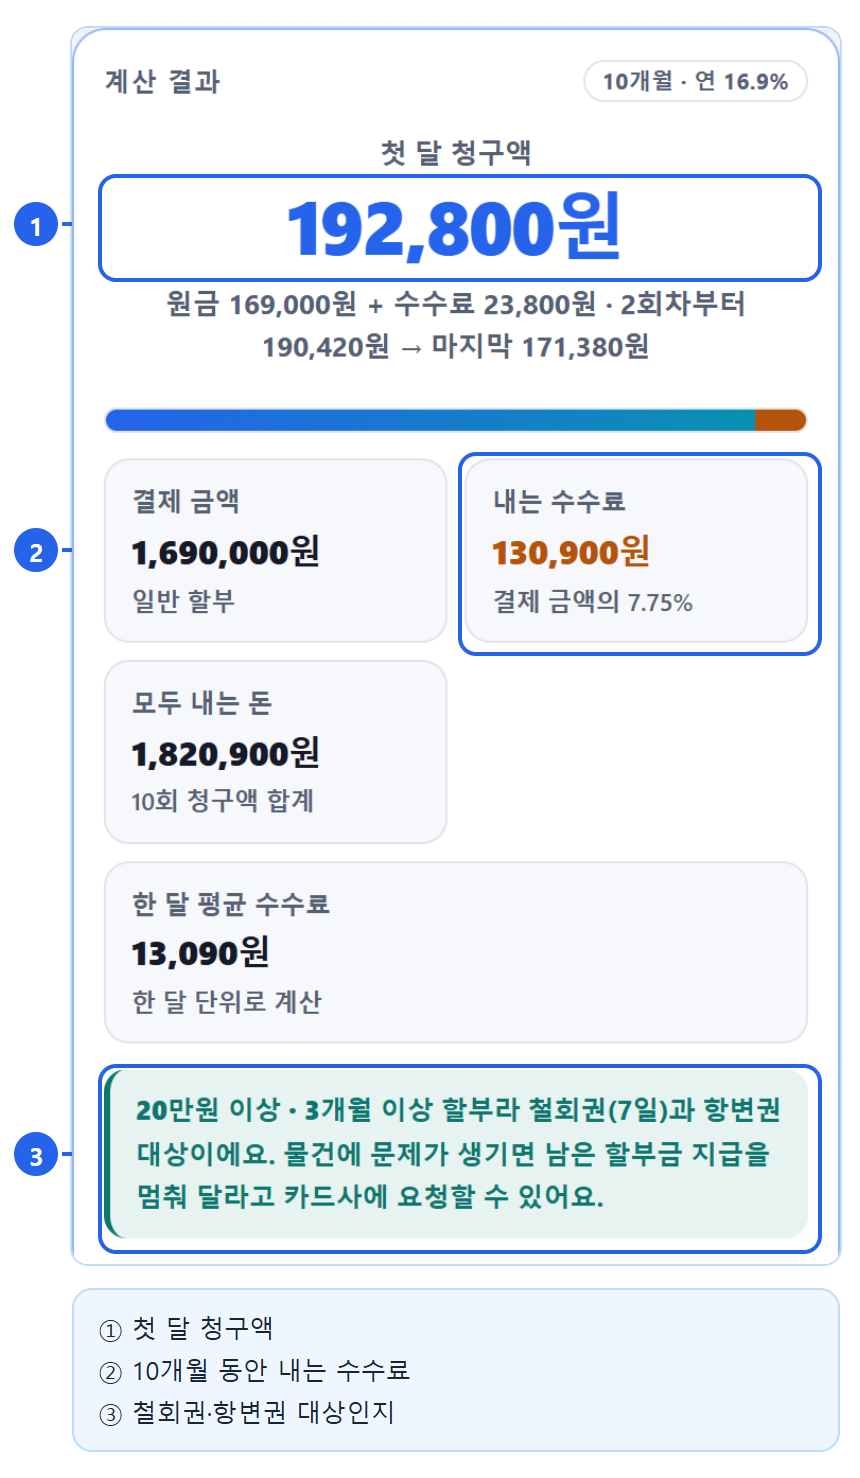 계산 결과
10개월 · 연 16.9%
첫 달 청구액
1
192,800원
원금 169,000원 + 수수료 23,800원 · 2회차부터
190,420원 → 마지막 171,380원
2
결제 금액
1,690,000원
일반 할부
내는 수수료
130,900원
결제 금액의 7.75%
모두 내는 돈
1,820,900원
10회 청구액 합계
한 달 평균 수수료
13,090원
한 달 단위로 계산
3
20만원 이상 · 3개월 이상 할부라 철회권(7일)과 항변권
대상이에요. 물건에 문제가 생기면 남은 할부금 지급을
멈춰 달라고 카드사에 요청할 수 있어요.
① 첫 달 청구액
② 10개월 동안 내는 수수료
③ 철회권·항변권 대상인지